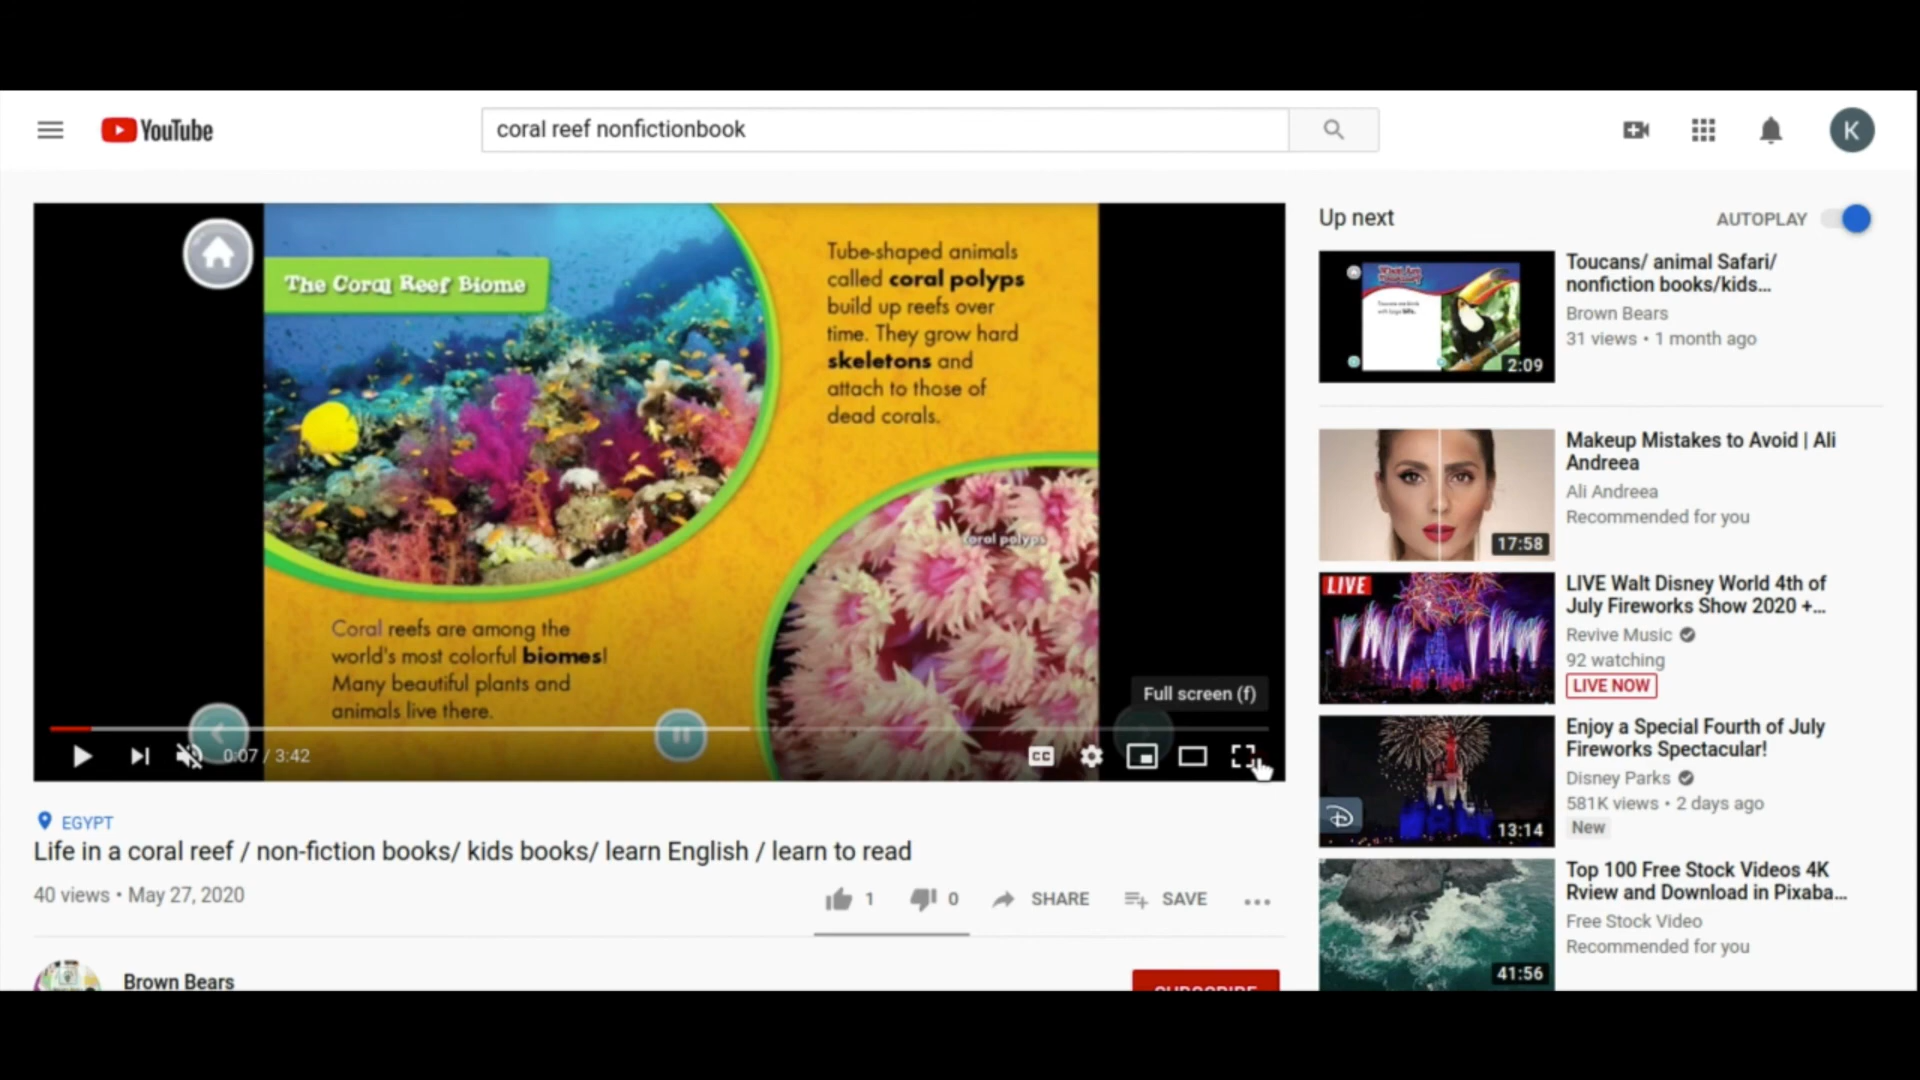 YouTube
coral reef nonfictionbook
K
The Coral Reef Biome
Tube-shaped animals
called coral polyps
build up reefs over
time. They grow hard
skeletons and
attach to those of
dead corals.
coral polyps
Coral reefs are among the
world's most colorful biomes!
Many beautiful plants and
animals live there.
Full screen (f)
0:07 / 3:42
CC
EGYPT
Life in a coral reef / non-fiction books/ kids books/ learn English / learn to read
40 views • May 27, 2020
1
0
SHARE
SAVE
Brown Bears
SUBSCRIBE
Up next
AUTOPLAY
2:09
Toucans/ animal Safari/
nonfiction books/kids...
Brown Bears
31 views • 1 month ago
17:58
Makeup Mistakes to Avoid | Ali
Andreea
Ali Andreea
Recommended for you
LIVE
LIVE Walt Disney World 4th of
July Fireworks Show 2020 +...
Revive Music
92 watching
LIVE NOW
13:14
Enjoy a Special Fourth of July
Fireworks Spectacular!
Disney Parks
581K views • 2 days ago
New
41:56
Top 100 Free Stock Videos 4K
Rview and Download in Pixaba...
Free Stock Video
Recommended for you